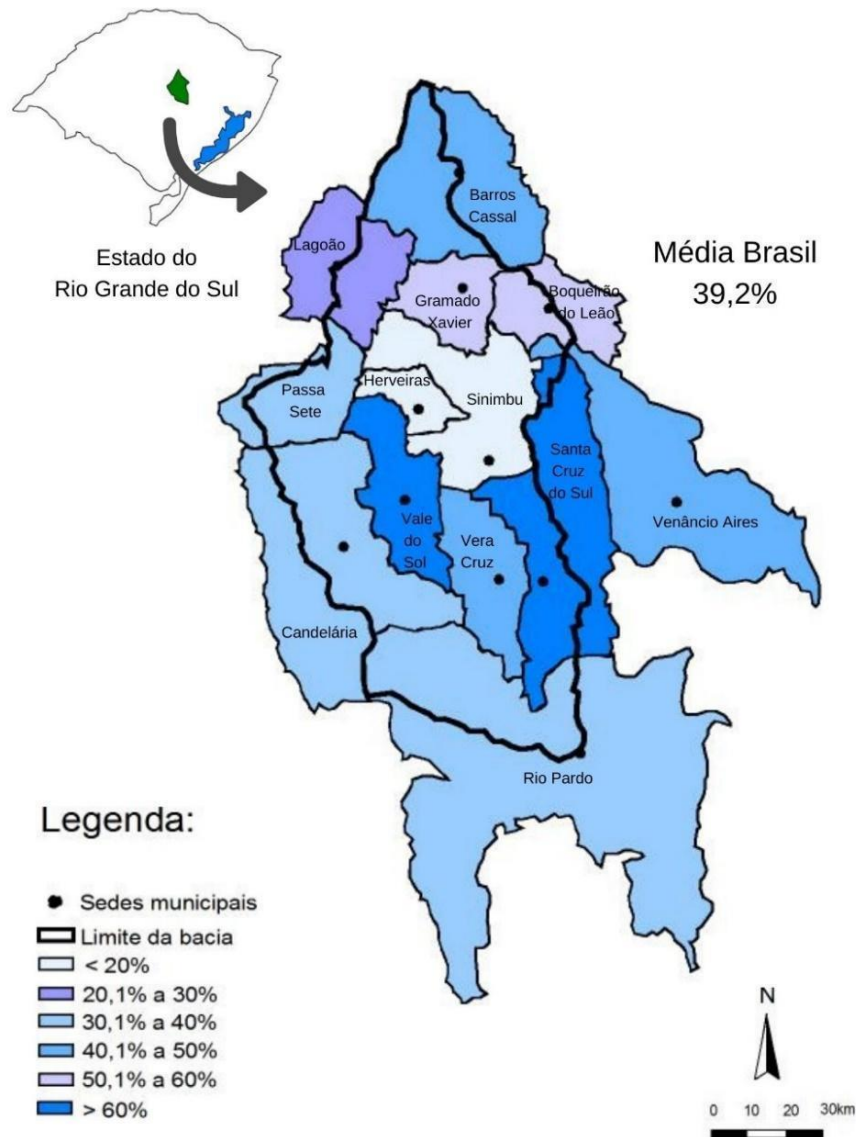 Estado do
Rio Grande do Sul
Média Brasil
39,2%
Barros
Cassal
Lagoão
Gramado
Xavier
Boqueirão
do Leão
Passa
Sete
Herveiras
Sinimbu
Santa
Cruz
do Sul
Vale
do
Sol
Vera
Cruz
Venâncio Aires
Candelária
Rio Pardo
Legenda:
Sedes municipais
Limite da bacia
< 20%
20,1% a 30%
30,1% a 40%
40,1% a 50%
50,1% a 60%
> 60%
N
0 10 20 30km